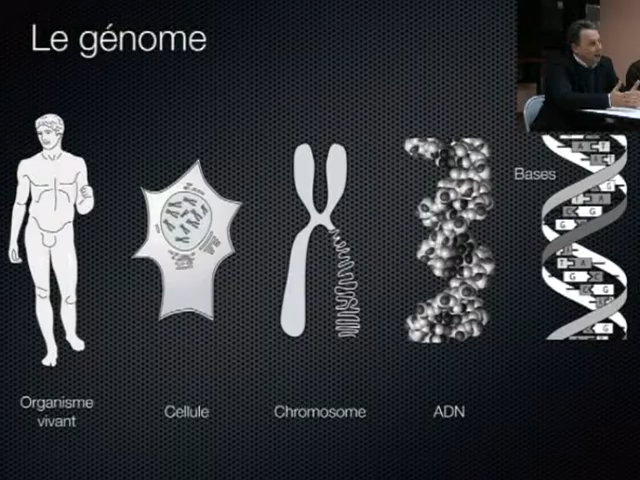 Le génome
Bases
Organisme
vivant
Cellule
Chromosome
ADN